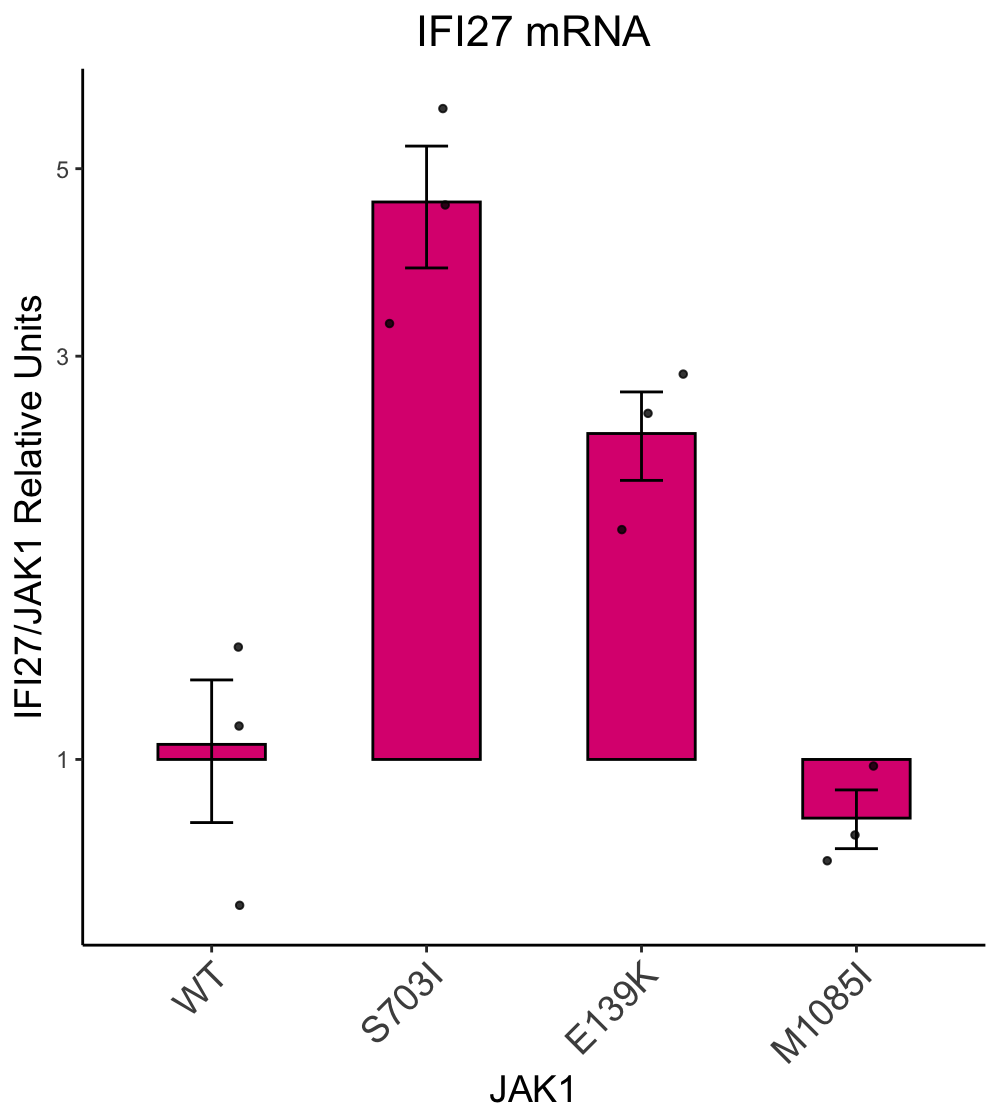 IFI27 mRNA
IFI27/JAK1 Relative Units
5
3
1
WT
S703I
E139K
M1085I
JAK1